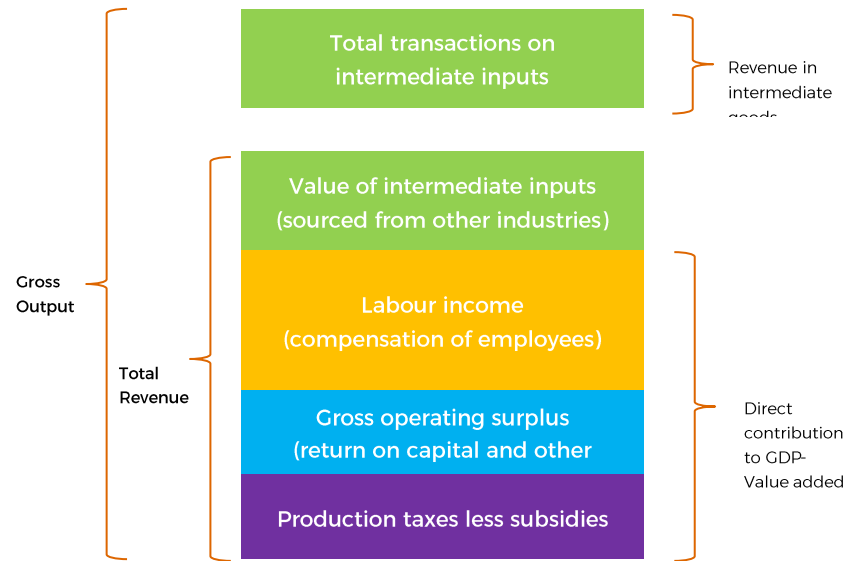 Total transactions on
intermediate inputs
Revenue in
intermediate
goods
Value of intermediate inputs
(sourced from other industries)
Gross
Output
Labour income
(compensation of employees)
Total
Revenue
Gross operating surplus
(return on capital and other
Direct
contribution
to GDP-
Value added
Production taxes less subsidies